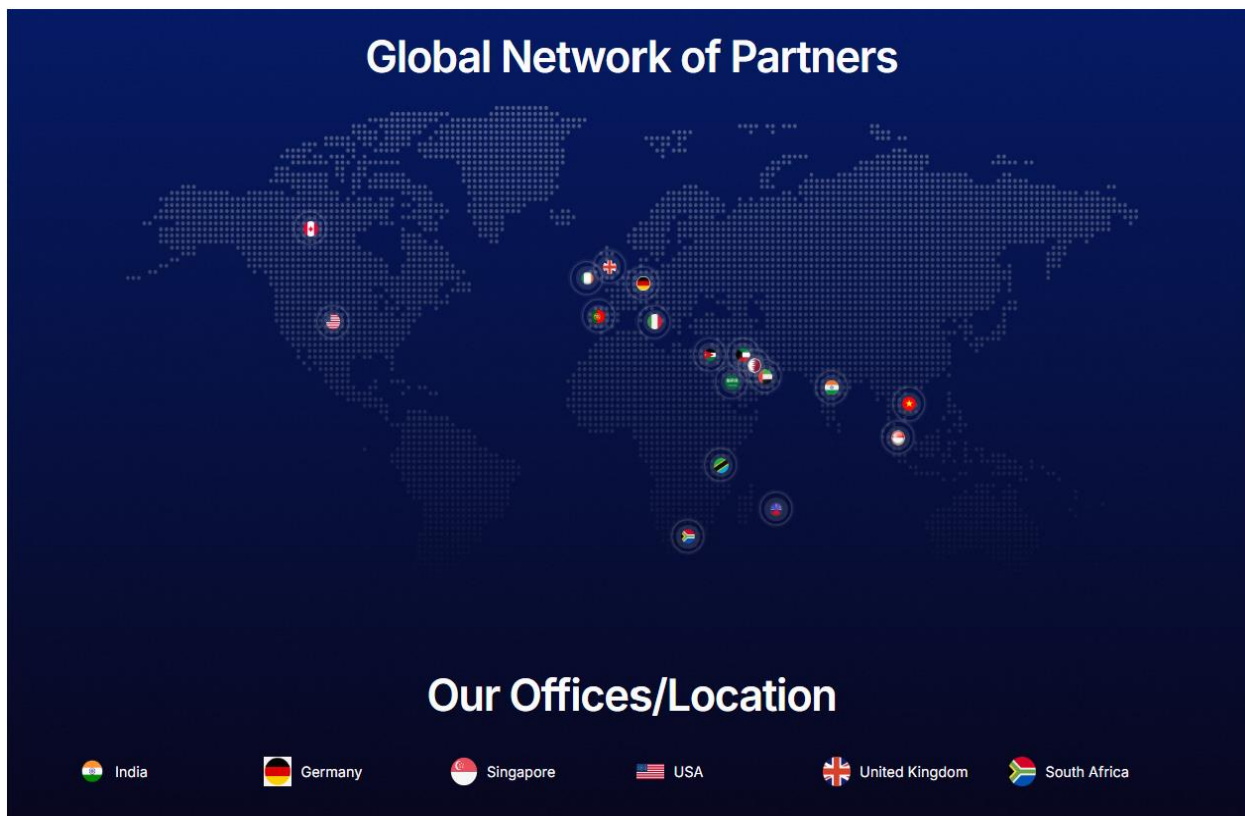 Global Network of Partners
Our Offices/Location
India
Germany
Singapore
USA
United Kingdom
South Africa